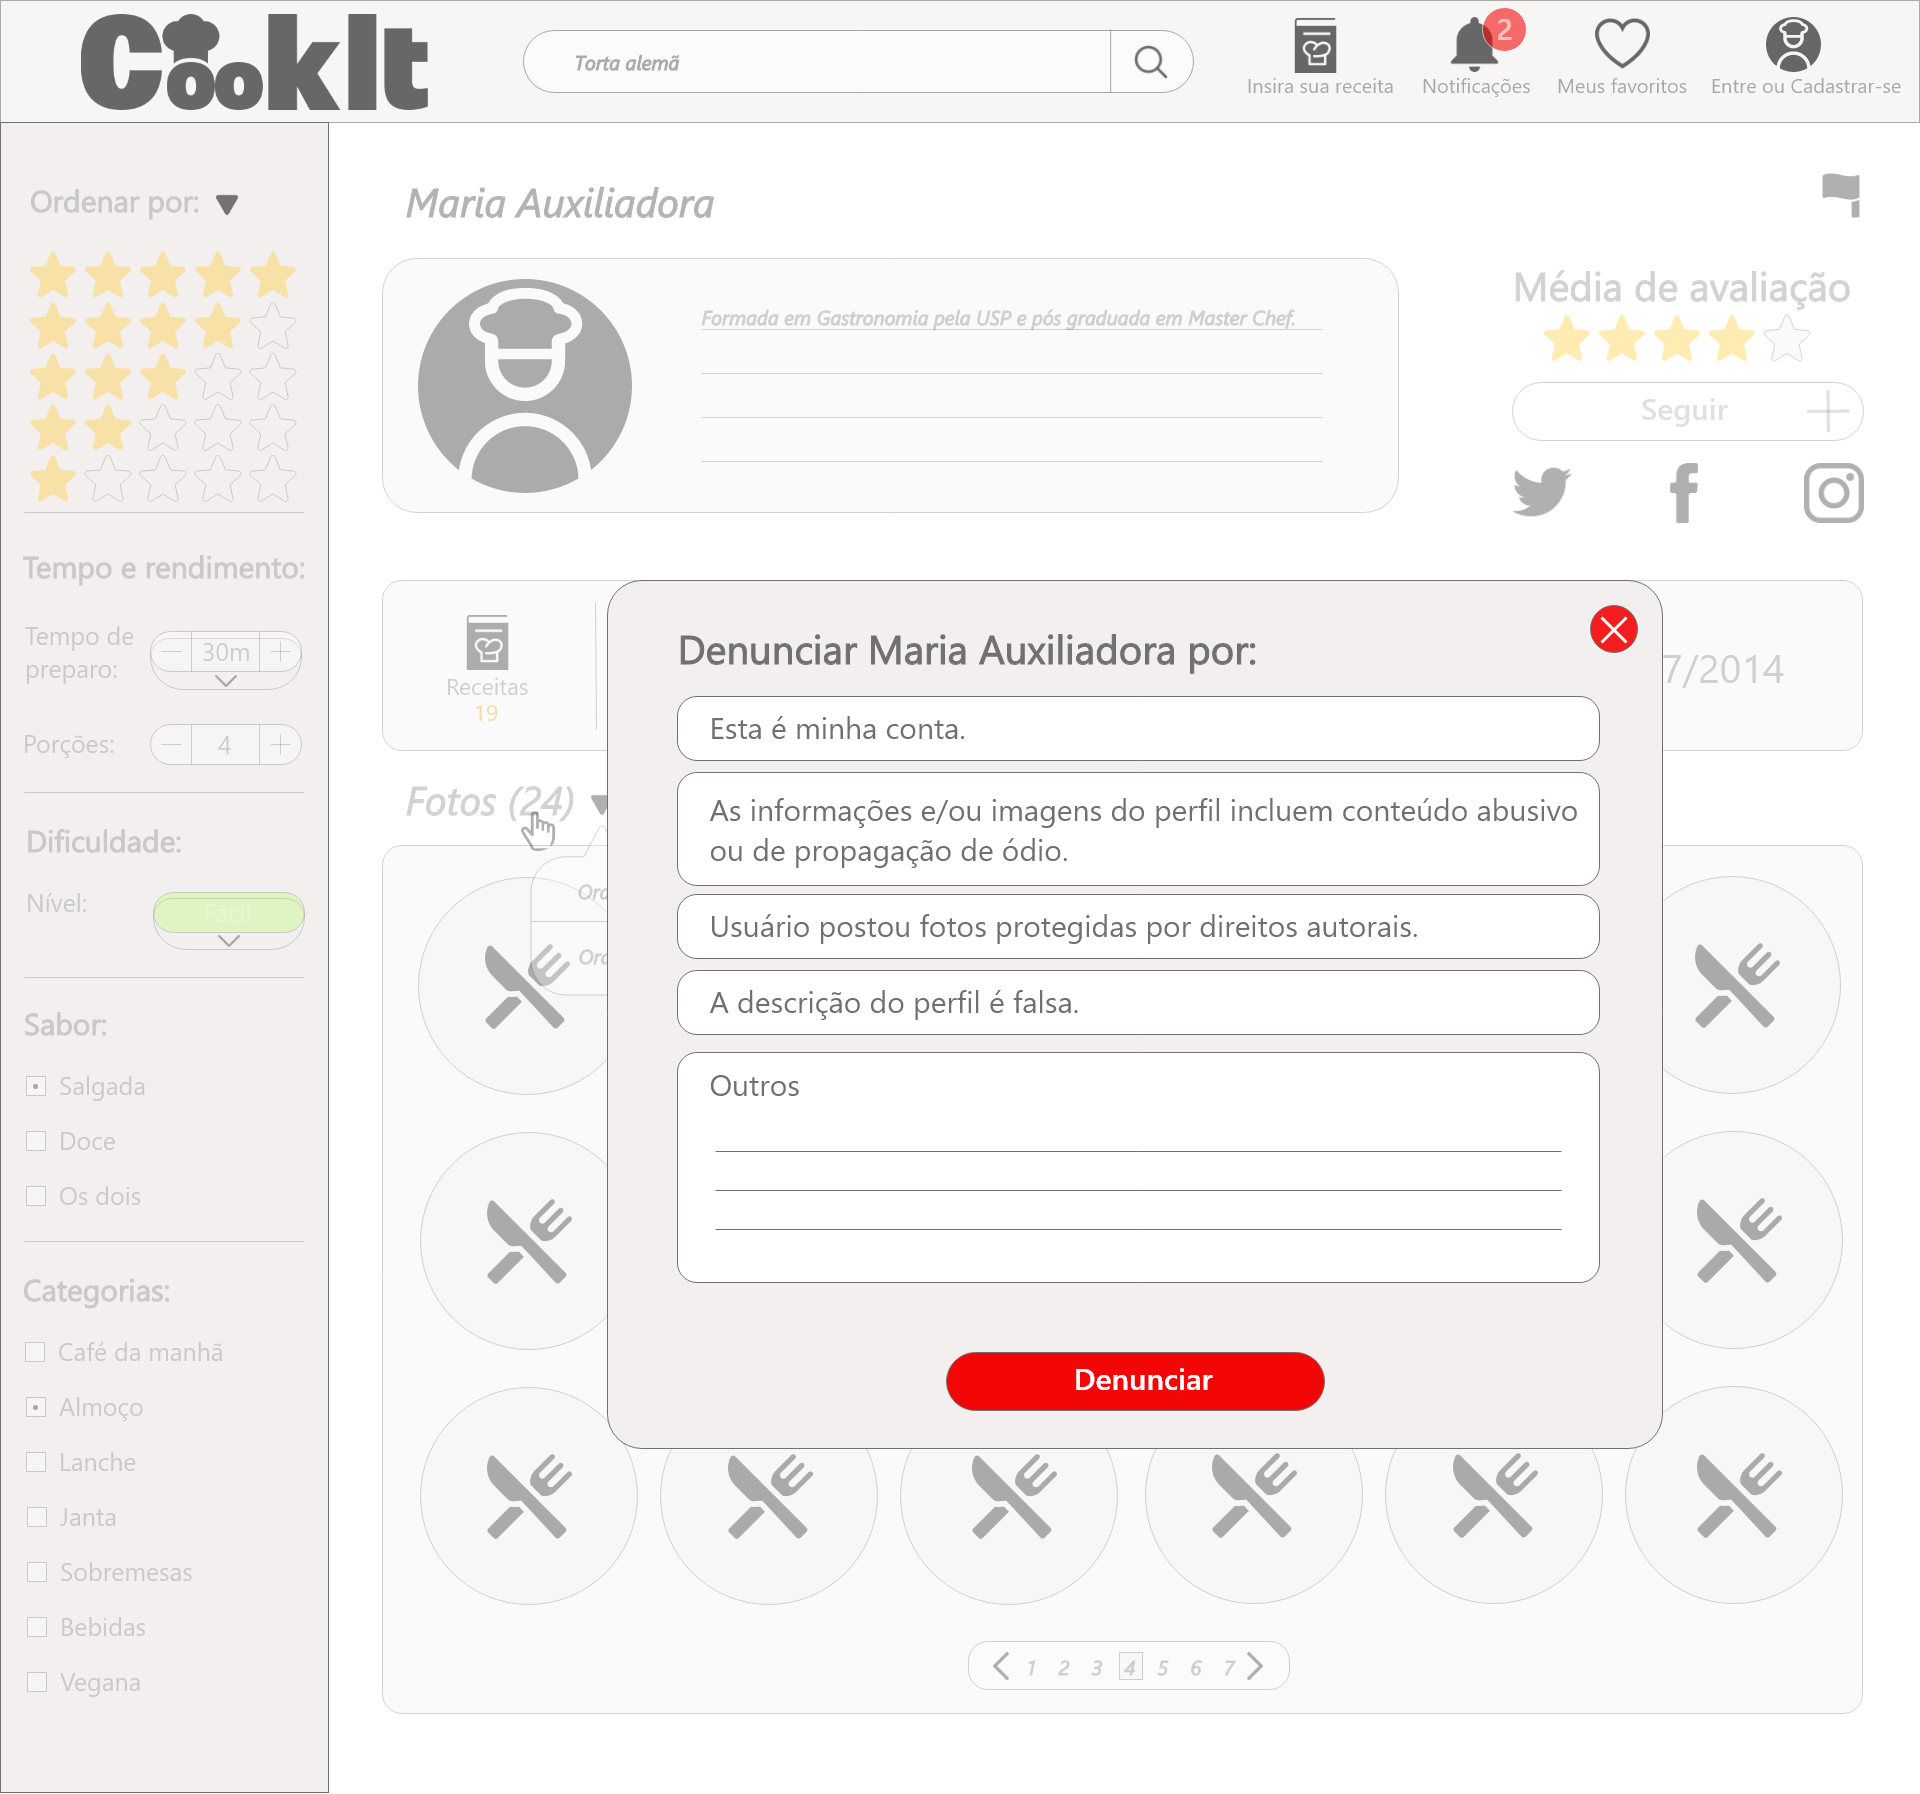 CookIt
Torta alemã
2
Insira sua receita
Notificações
Meus favoritos
Entre ou Cadastrar-se
Ordenar por:
Tempo e rendimento:
Tempo de
preparo:
30m
Porções:
4
Dificuldade:
Nível:
Fácil
Sabor:
Salgada
Doce
Os dois
Categorias:
Café da manhã
Almoço
Lanche
Janta
Sobremesas
Bebidas
Vegana
Maria Auxiliadora
Formada em Gastronomia pela USP e pós graduada em Master Chef.
Média de avaliação
Seguir
Receitas
19
7/2014
Fotos (24)
Ord
Ord
Denunciar Maria Auxiliadora por:
Esta é minha conta.
As informações e/ou imagens do perfil incluem conteúdo abusivo
ou de propagação de ódio.
Usuário postou fotos protegidas por direitos autorais.
A descrição do perfil é falsa.
Outros
Denunciar
1 2 3 4 5 6 7